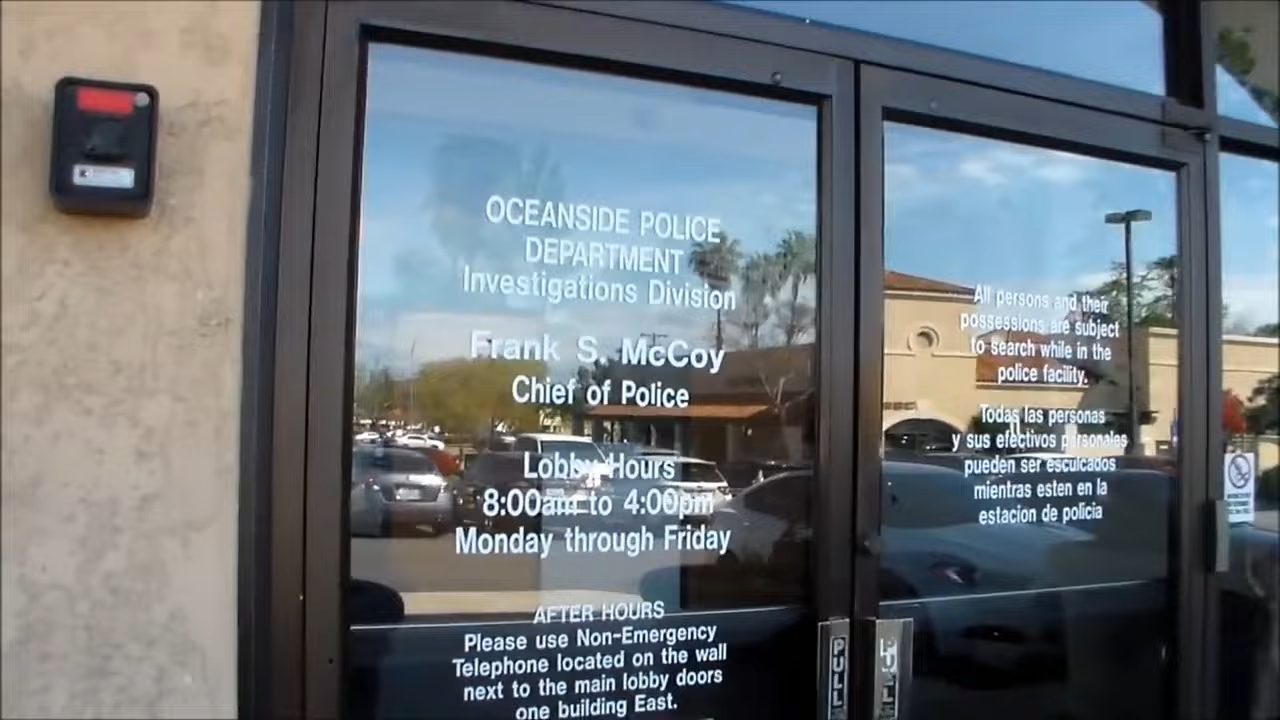 OCEANSIDE POLICE
DEPARTMENT
Investigations Division
Frank S. McCoy
Chief of Police
Lobby Hours
8:00am to 4:00pm
Monday through Friday
AFTER HOURS
Please use Non-Emergency
Telephone located on the wall
next to the main lobby doors
one building East.
PULL
All persons and their
possessions are subject
to search while in the
police facility.
Todas las personas
y sus efectivos personales
pueden ser esculcados
mientras esten en la
estacion de policia
PULL